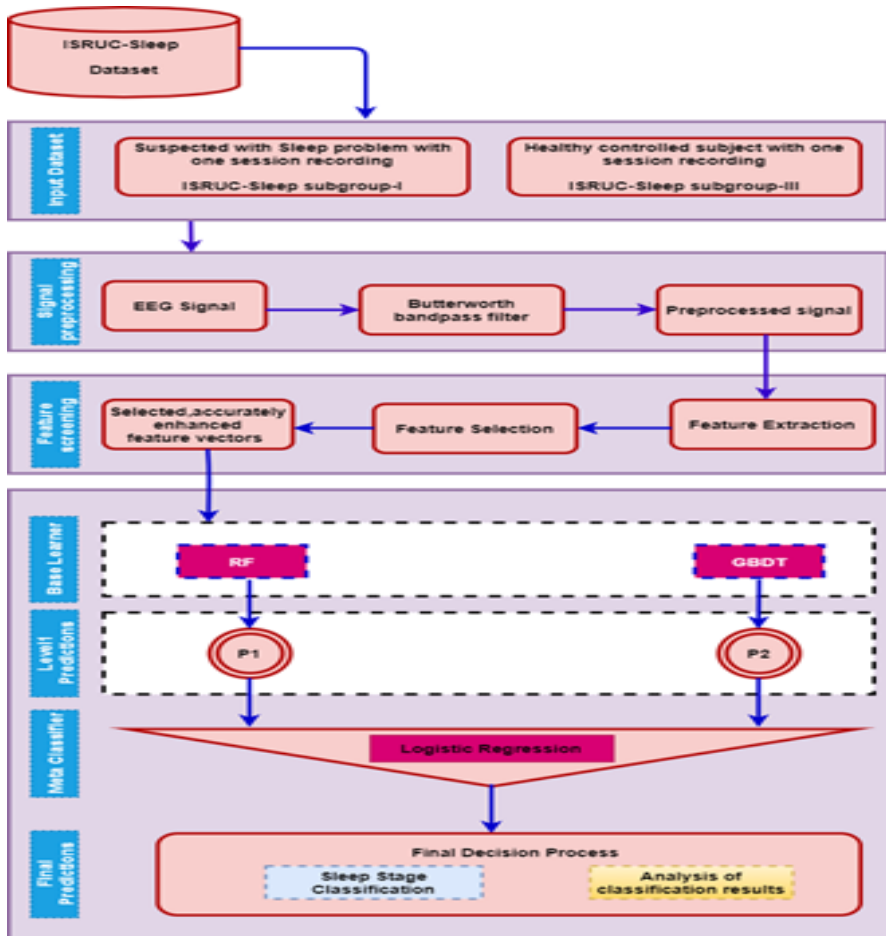 ISRUC-Sleep
Dataset
Input Dataset
Suspected with Sleep problem with
one session recording
ISRUC-Sleep subgroup-I
Healthy controlled subject with one
session recording
ISRUC-Sleep subgroup-III
Signal
preprocessing
EEG Signal
Butterworth
bandpass filter
Preprocessed signal
Feature
screening
Selected,accurately
enhanced
feature vectors
Feature Selection
Feature Extraction
Base Learner
RF
GBDT
Level1
Predictions
P1
P2
Meta Classifier
Logistic Regression
Final
Predictions
Final Decision Process
Sleep Stage
Classification
Analysis of
classification results